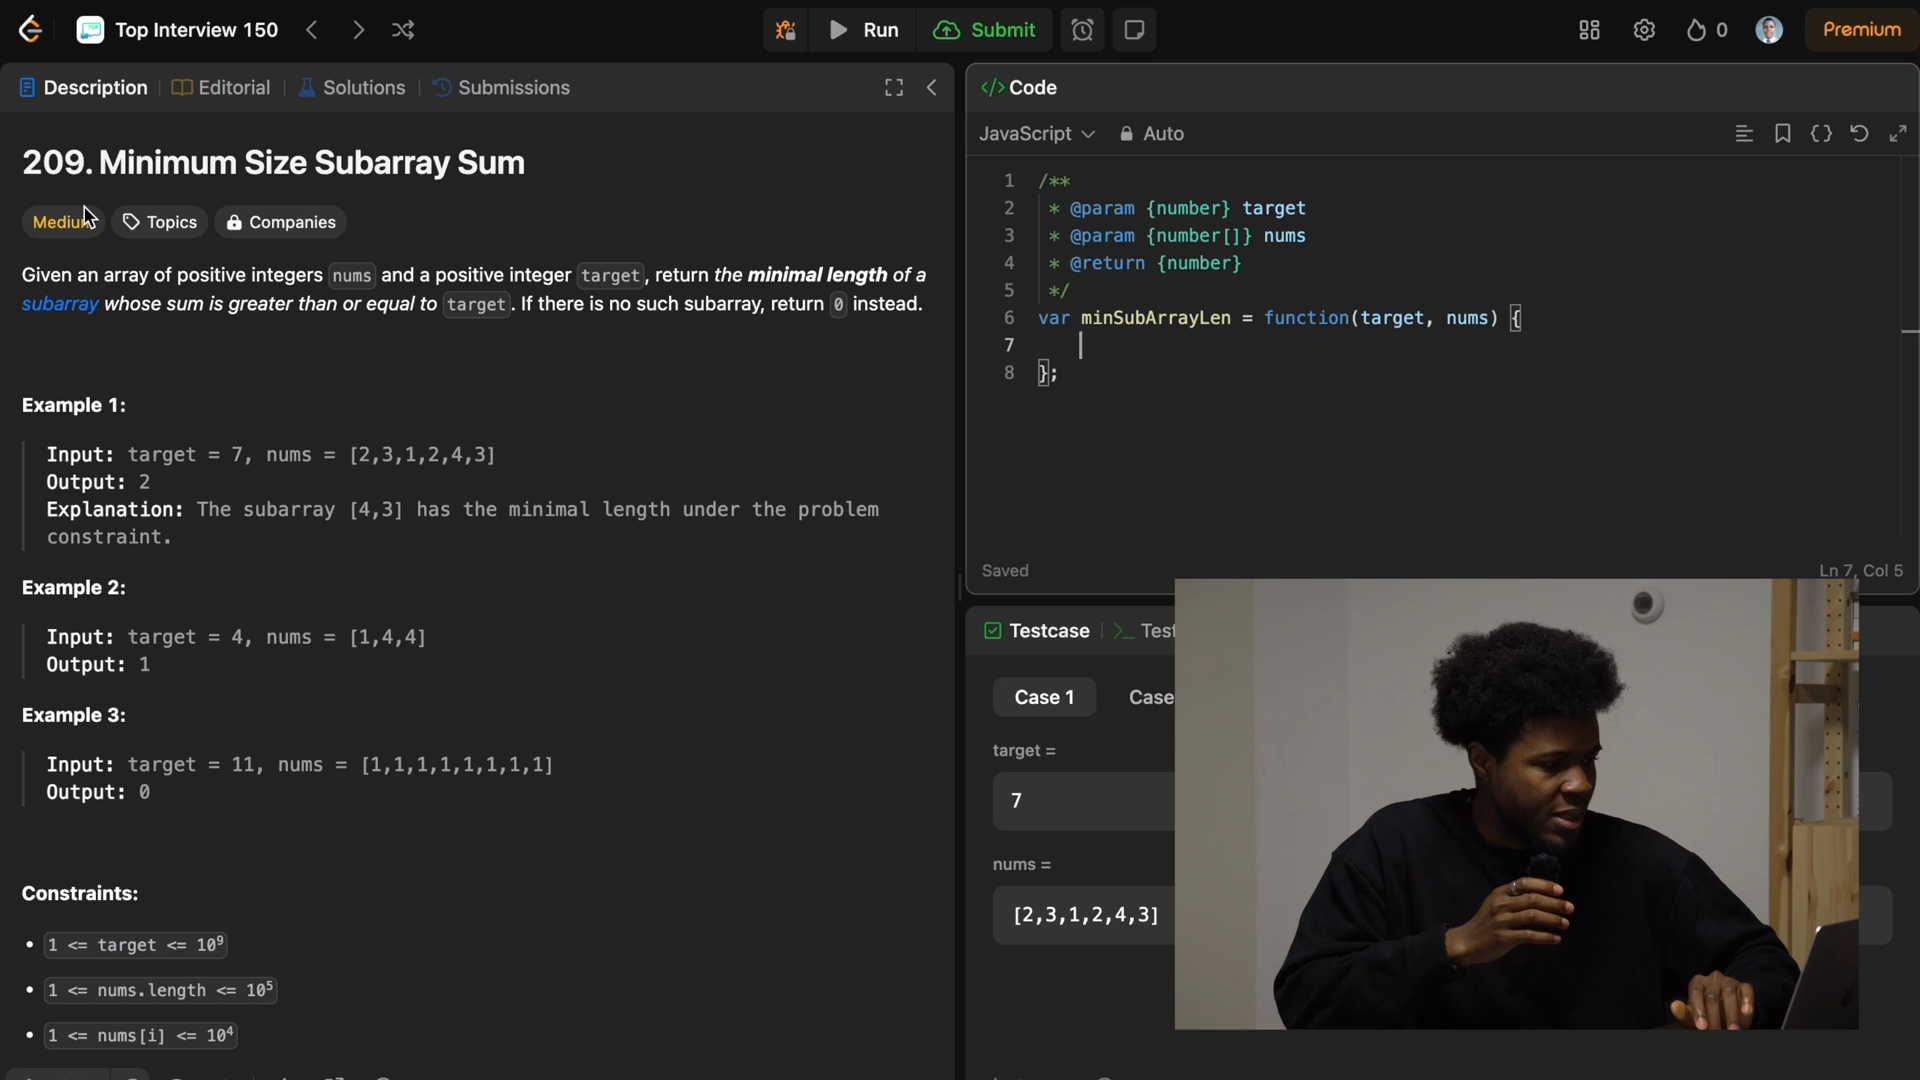 Top Interview 150
Run
Submit
0
Premium
Description
Editorial
Solutions
Submissions
209. Minimum Size Subarray Sum
Medium
Topics
Companies
Given an array of positive integers nums and a positive integer target, return the minimal length of a
subarray whose sum is greater than or equal to target. If there is no such subarray, return 0 instead.
Example 1:
Input: target = 7, nums = [2,3,1,2,4,3]
Output: 2
Explanation: The subarray [4,3] has the minimal length under the problem
constraint.
Example 2:
Input: target = 4, nums = [1,4,4]
Output: 1
Example 3:
Input: target = 11, nums = [1,1,1,1,1,1,1,1]
Output: 0
Constraints:
• 1 <= target <= 10⁹
• 1 <= nums.length <= 10⁵
• 1 <= nums[i] <= 10⁴
</> Code
JavaScript
Auto
1 /**
2 * @param {number} target
3 * @param {number[]} nums
4 * @return {number}
5 */
6 var minSubArrayLen = function(target, nums) {
7
8 };
Saved
Ln 7, Col 5
Testcase
>_ Test
Case 1
Case
target =
7
nums =
[2,3,1,2,4,3]